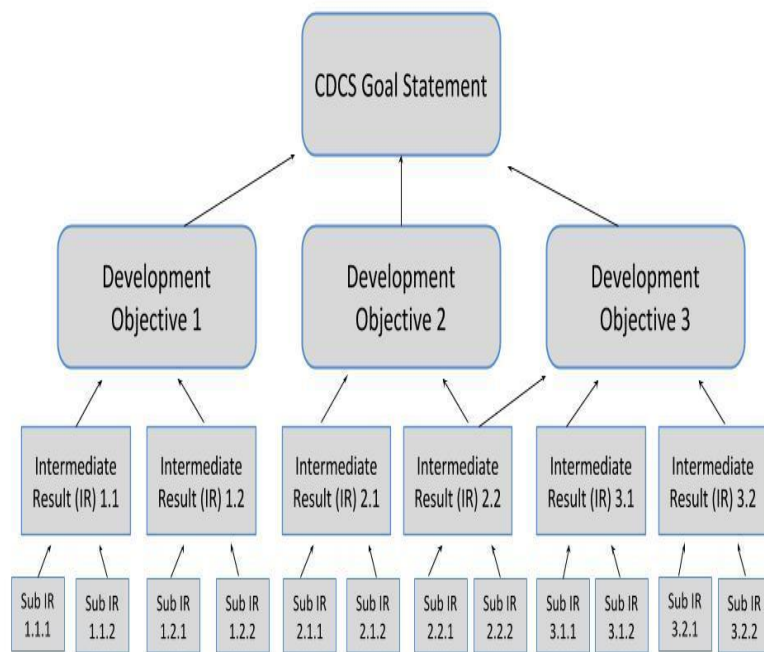 CDCS Goal Statement
Development
Objective 1
Development
Objective 2
Development
Objective 3
Intermediate
Result (IR) 1.1
Intermediate
Result (IR) 1.2
Intermediate
Result (IR) 2.1
Intermediate
Result (IR) 2.2
Intermediate
Result (IR) 3.1
Intermediate
Result (IR) 3.2
Sub IR
1.1.1
Sub IR
1.1.2
Sub IR
1.2.1
Sub IR
1.2.2
Sub IR
2.1.1
Sub IR
2.1.2
Sub IR
2.2.1
Sub IR
2.2.2
Sub IR
3.1.1
Sub IR
3.1.2
Sub IR
3.2.1
Sub IR
3.2.2